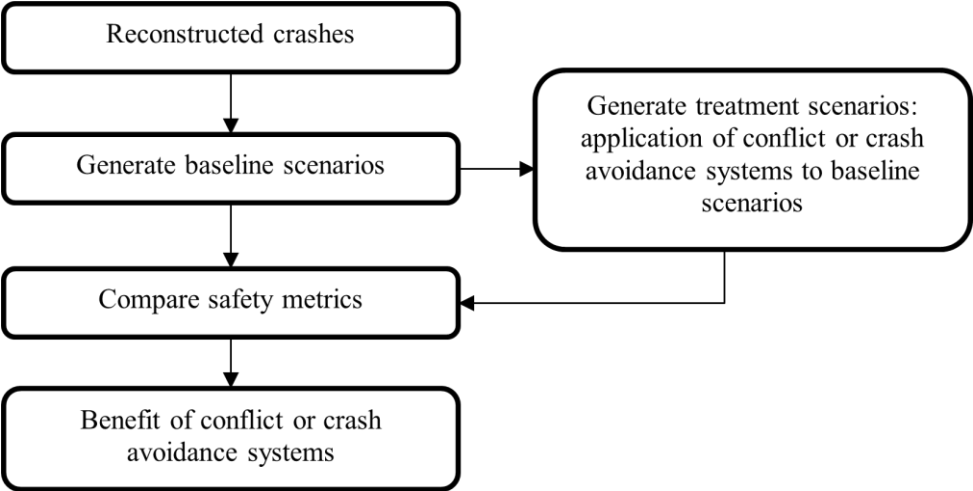 Reconstructed crashes
Generate baseline scenarios
Generate treatment scenarios:
application of conflict or crash
avoidance systems to baseline
scenarios
Compare safety metrics
Benefit of conflict or crash
avoidance systems